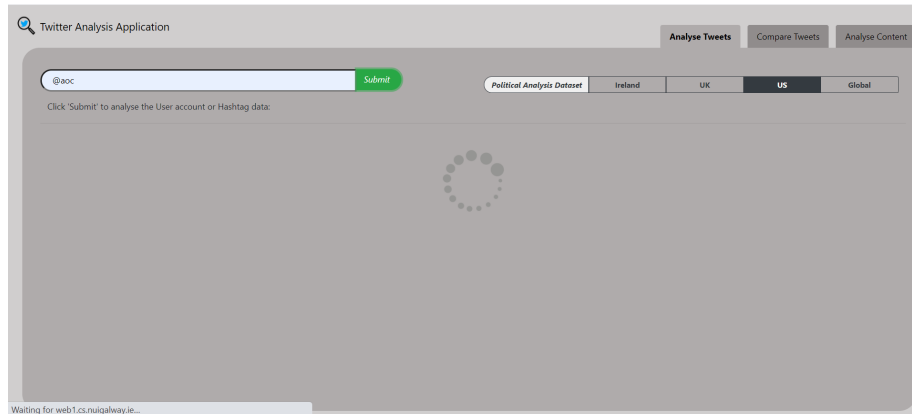 Twitter Analysis Application
Analyse Tweets
Compare Tweets
Analyse Content
@aoc
Submit
Political Analysis Dataset
Ireland
UK
US
Global
Click 'Submit' to analyse the User account or Hashtag data:
Waiting for web1.cs.nuigalway.ie...